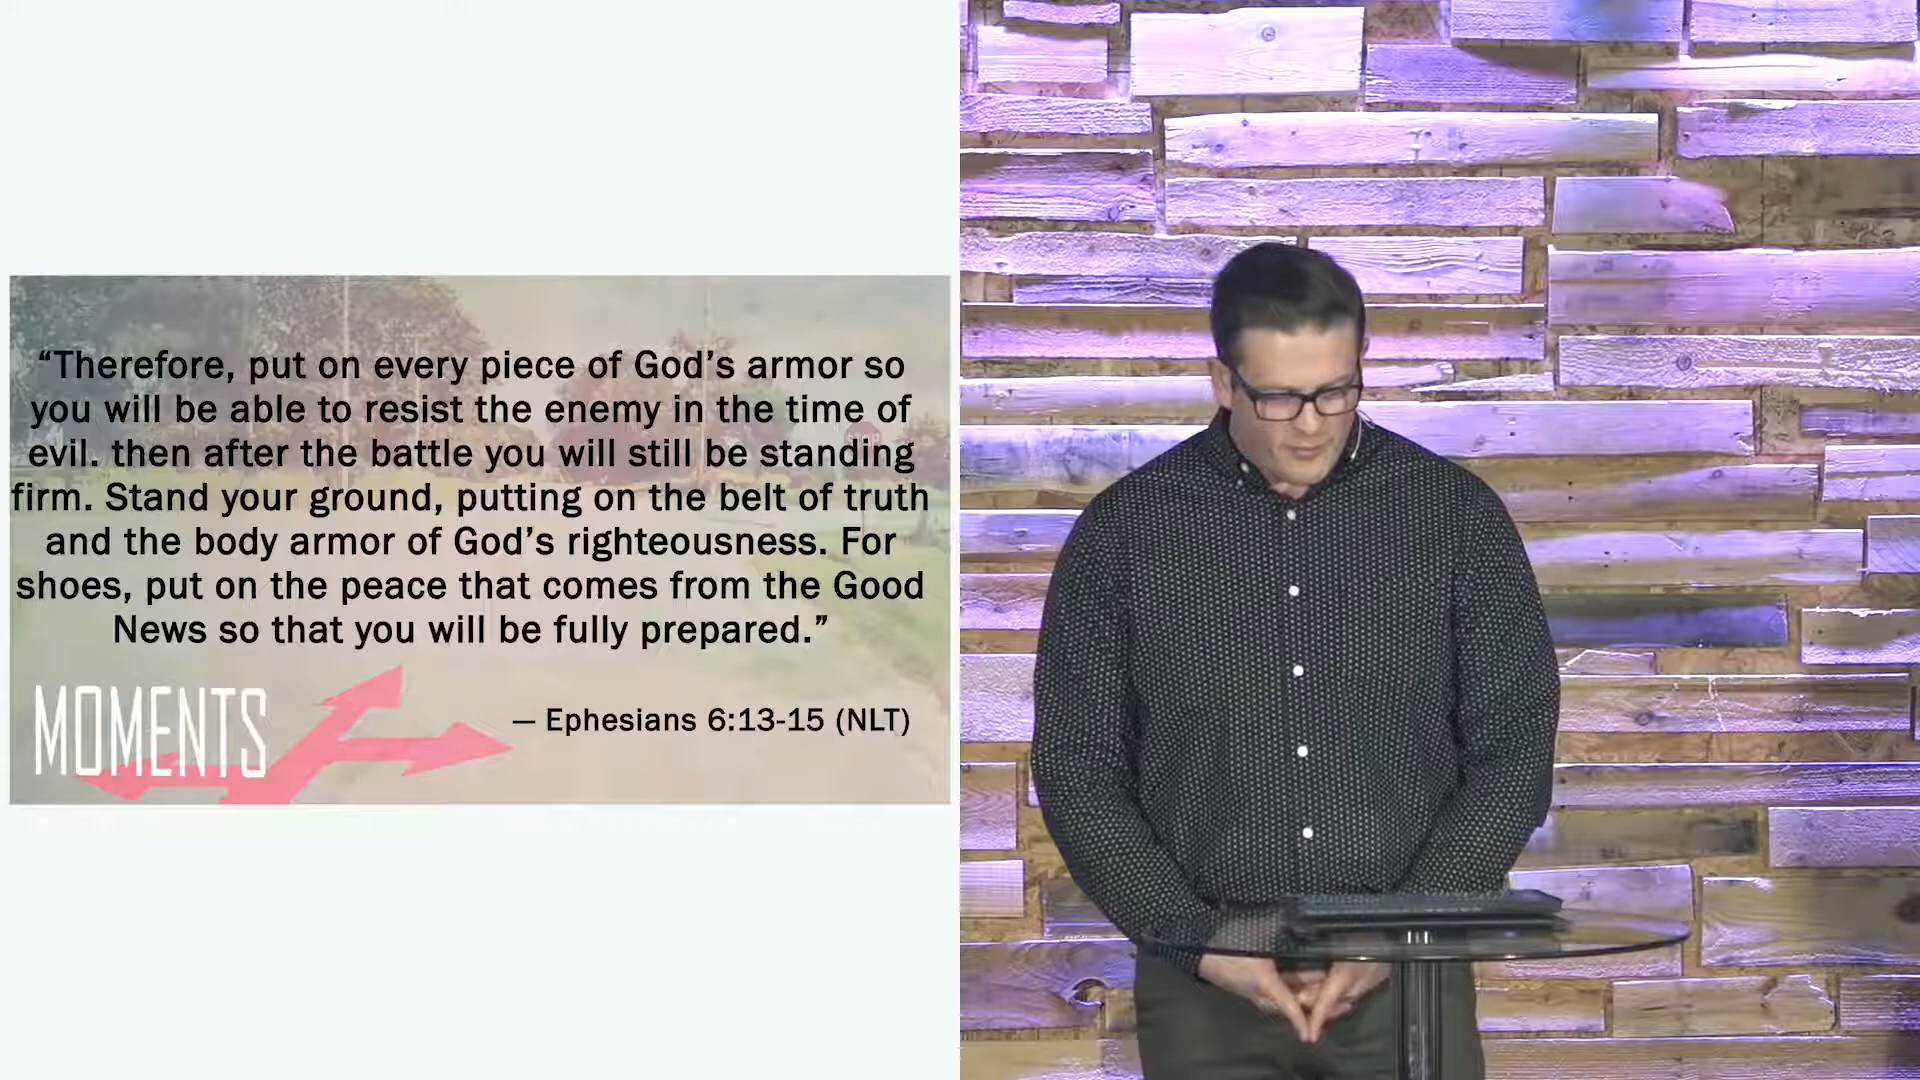 “Therefore, put on every piece of God’s armor so
you will be able to resist the enemy in the time of
evil. then after the battle you will still be standing
firm. Stand your ground, putting on the belt of truth
and the body armor of God’s righteousness. For
shoes, put on the peace that comes from the Good
News so that you will be fully prepared.”
— Ephesians 6:13-15 (NLT)
MOMENTS